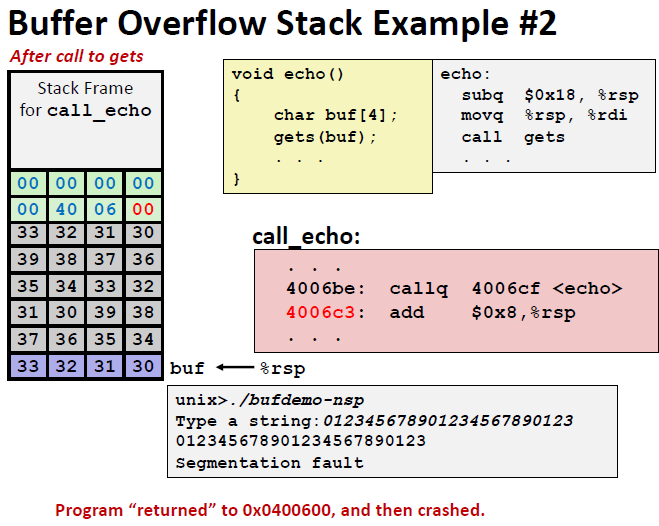 Buffer Overflow Stack Example #2
After call to gets
Stack Frame
for call_echo
00 00 00 00
00 40 06 00
33 32 31 30
39 38 37 36
35 34 33 32
31 30 39 38
37 36 35 34
33 32 31 30
buf
%rsp
void echo()
{
    char buf[4];
    gets(buf);
    . . .
}
echo:
  subq $0x18, %rsp
  movq %rsp, %rdi
  call gets
  . . .
call_echo:
. . .
4006be: callq 4006cf <echo>
4006c3: add $0x8,%rsp
. . .
unix>./bufdemo-nsp
Type a string:012345678901234567890123
012345678901234567890123
Segmentation fault
Program “returned” to 0x0400600, and then crashed.